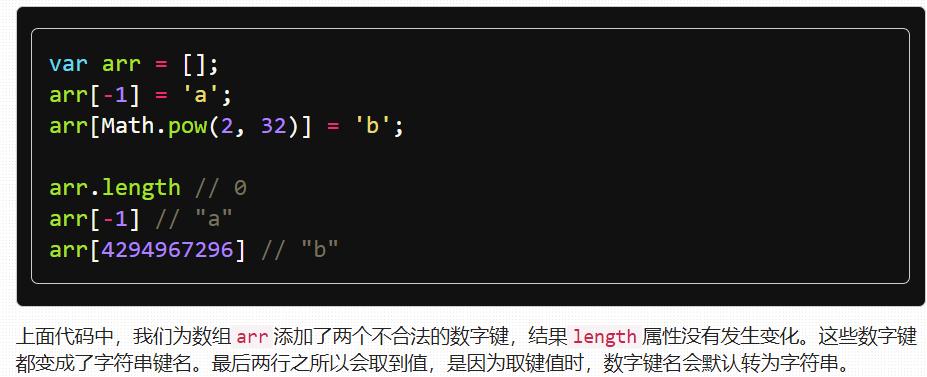 var arr = [];
arr[-1] = 'a';
arr[Math.pow(2, 32)] = 'b';
arr.length // 0
arr[-1] // "a"
arr[4294967296] // "b"
上面代码中，我们为数组 arr 添加了两个不合法的数字键，结果 length 属性没有发生变化。这些数字键
都变成了字符串键名。最后两行之所以会取到值，是因为取键值时，数字键名会默认转为字符串。